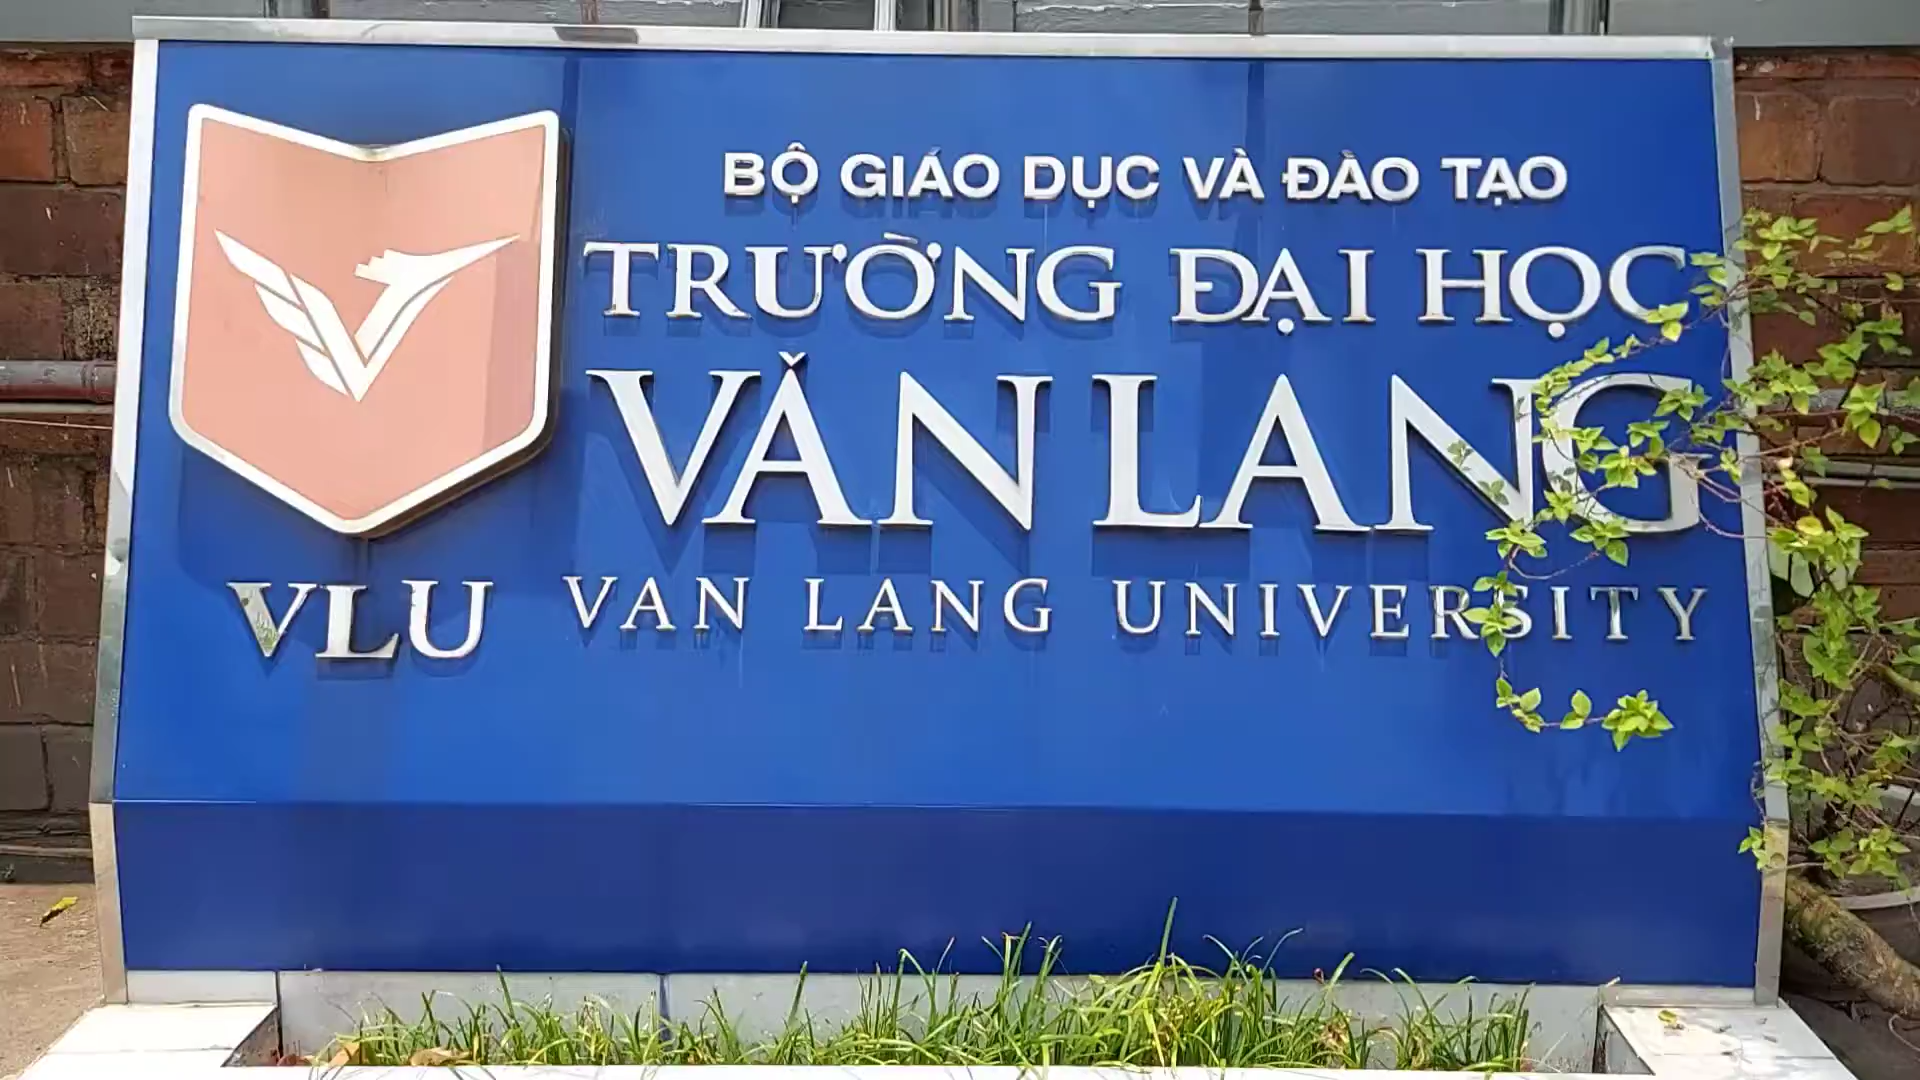 BỘ GIÁO DỤC VÀ ĐÀO TẠO
TRƯỜNG ĐẠI HỌC
VĂN LANG
VLU
VAN LANG UNIVERSITY